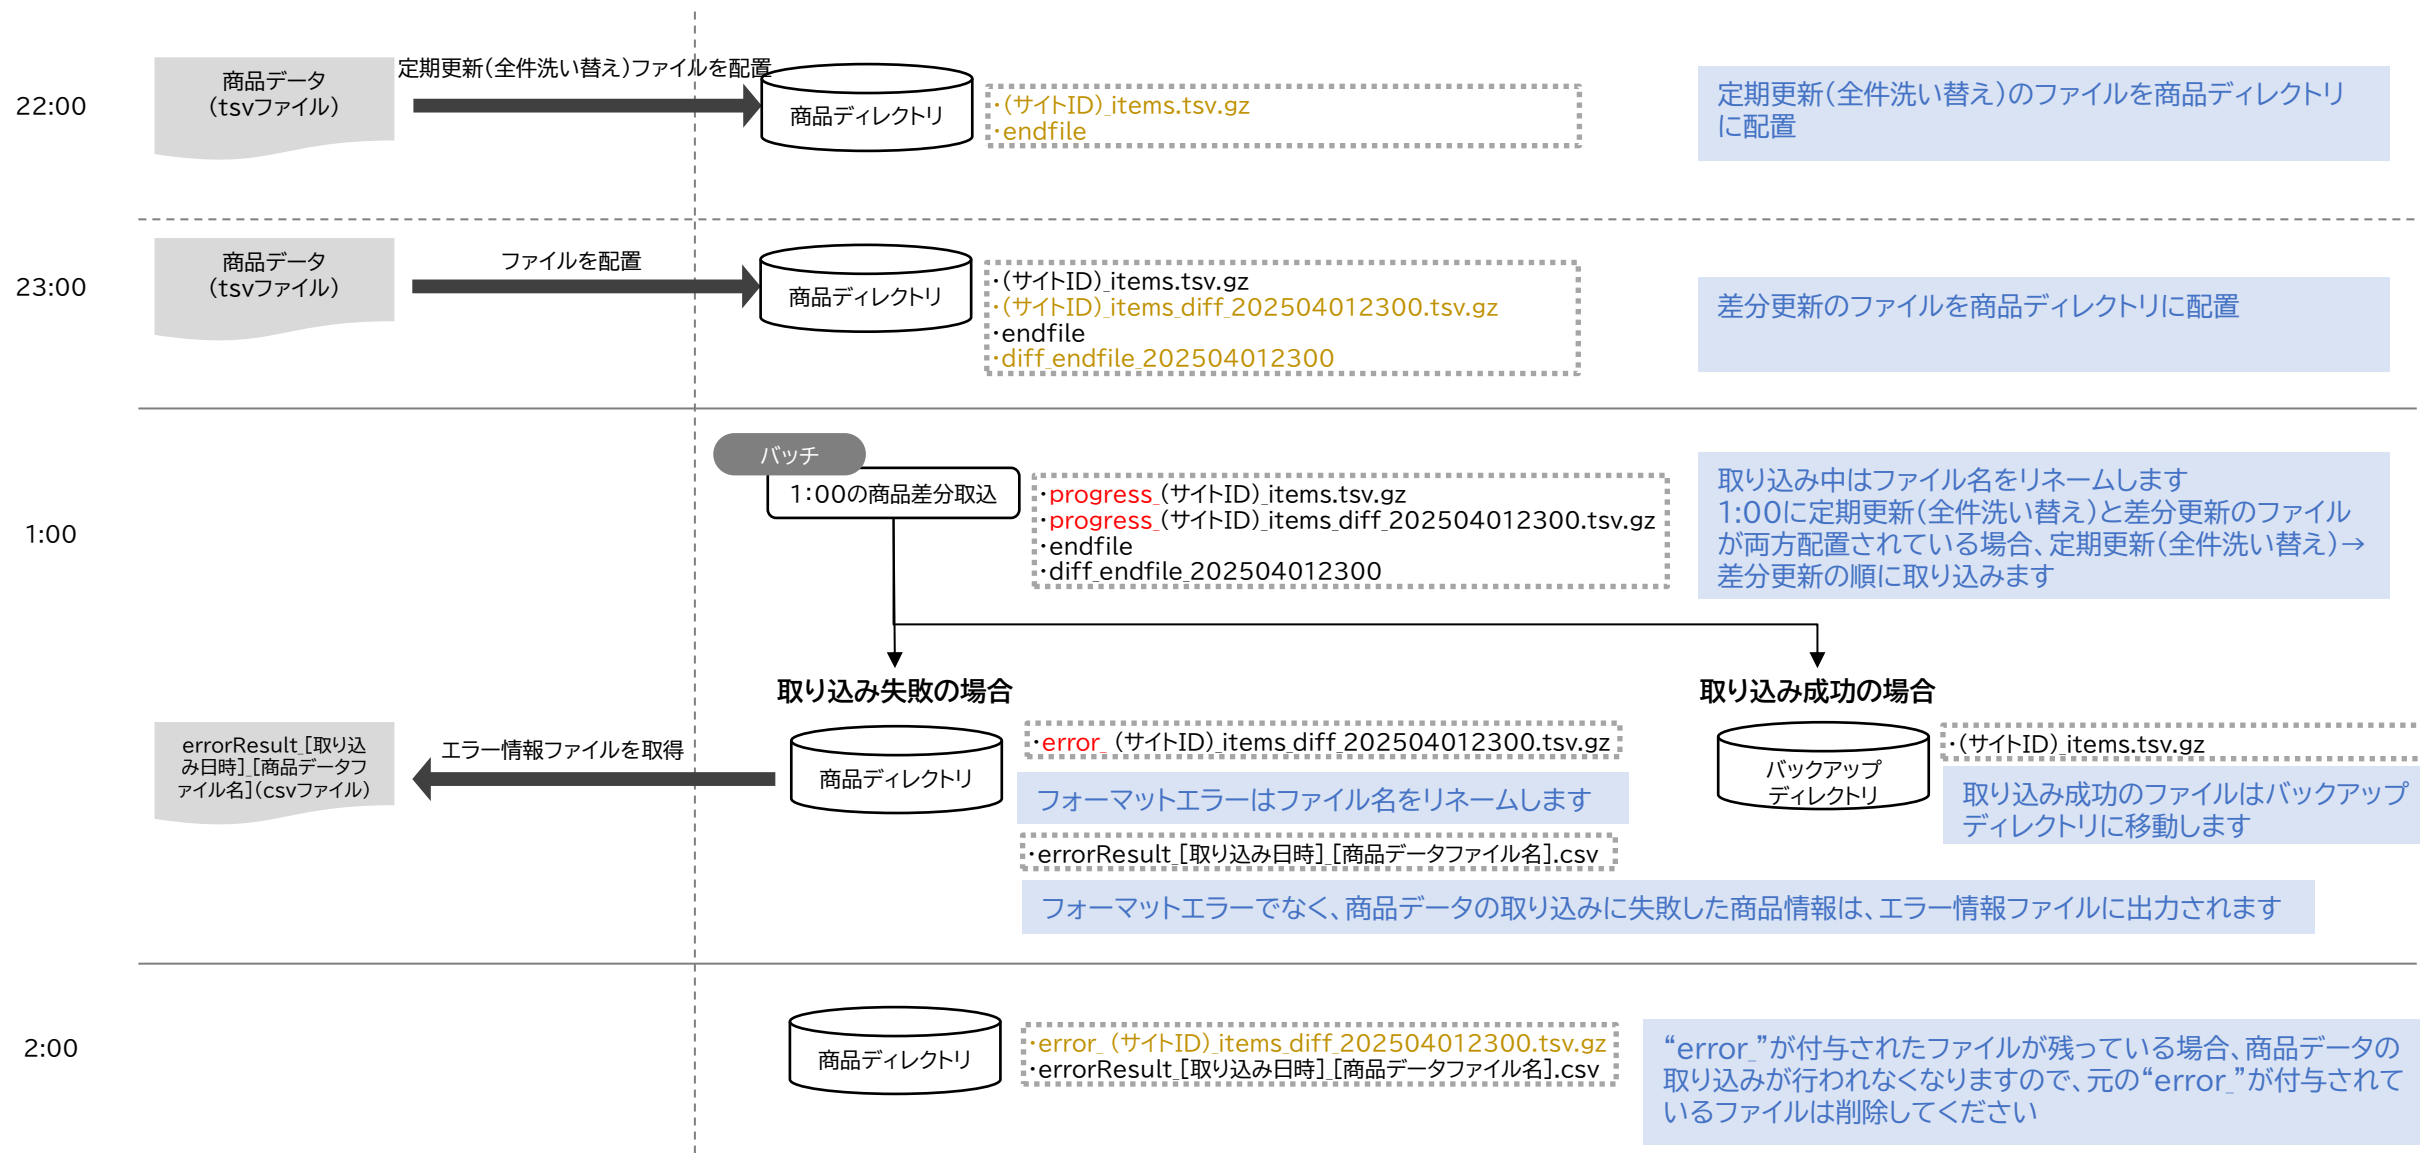 22:00
商品データ
(tsvファイル)
定期更新(全件洗い替え)ファイルを配置
商品ディレクトリ
・(サイトID)_items.tsv.gz
・endfile
定期更新(全件洗い替え)のファイルを商品ディレクトリ
に配置
23:00
商品データ
(tsvファイル)
ファイルを配置
商品ディレクトリ
・(サイトID)_items.tsv.gz
・(サイトID)_items_diff_202504012300.tsv.gz
・endfile
・diff_endfile_202504012300
差分更新のファイルを商品ディレクトリに配置
1:00
バッチ
1:00の商品差分取込
・progress_(サイトID)_items.tsv.gz
・progress_(サイトID)_items_diff_202504012300.tsv.gz
・endfile
・diff_endfile_202504012300
取り込み中はファイル名をリネームします
1:00に定期更新(全件洗い替え)と差分更新のファイル
が両方配置されている場合、定期更新(全件洗い替え)→
差分更新の順に取り込みます
取り込み失敗の場合
取り込み成功の場合
errorResult_[取り込
み日時]_[商品データフ
ァイル名](csvファイル)
エラー情報ファイルを取得
商品ディレクトリ
・error_ (サイトID)_items_diff_202504012300.tsv.gz
フォーマットエラーはファイル名をリネームします
・errorResult_[取り込み日時]_[商品データファイル名].csv
フォーマットエラーでなく、商品データの取り込みに失敗した商品情報は、エラー情報ファイルに出力されます
バックアップ
ディレクトリ
・(サイトID)_items.tsv.gz
取り込み成功のファイルはバックアップ
ディレクトリに移動します
2:00
商品ディレクトリ
・error_ (サイトID)_items_diff_202504012300.tsv.gz
・errorResult_[取り込み日時]_[商品データファイル名].csv
“error_”が付与されたファイルが残っている場合、商品データの
取り込みが行われなくなりますので、元の“error_”が付与されて
いるファイルは削除してください